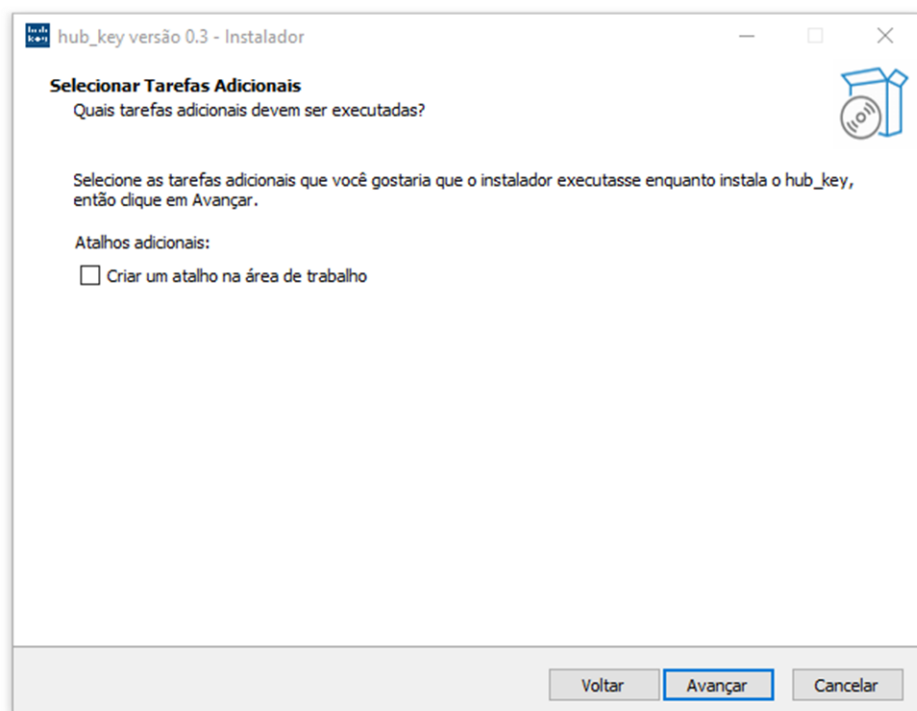 hub
key
hub_key versão 0.3 - Instalador
Selecionar Tarefas Adicionais
Quais tarefas adicionais devem ser executadas?
Selecione as tarefas adicionais que você gostaria que o instalador executasse enquanto instala o hub_key,
então clique em Avançar.
Atalhos adicionais:
Criar um atalho na área de trabalho
Voltar
Avançar
Cancelar